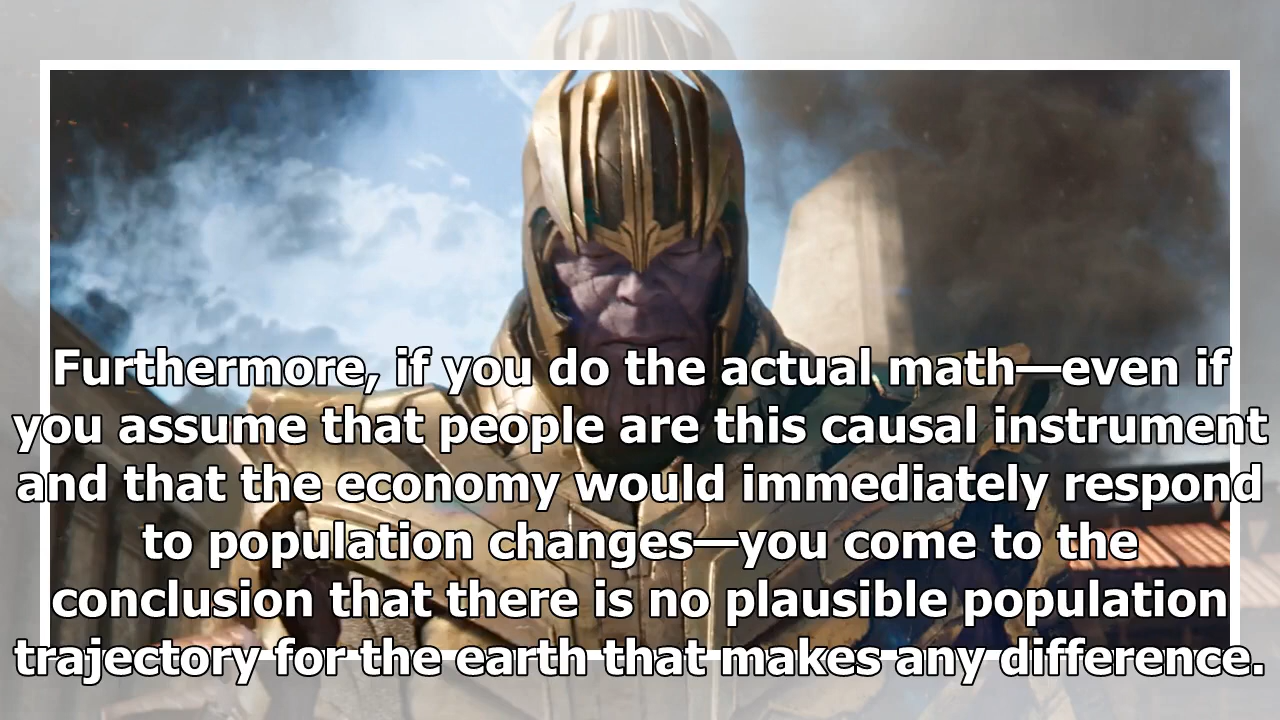 Furthermore, if you do the actual math—even if
you assume that people are this causal instrument
and that the economy would immediately respond
to population changes—you come to the
conclusion that there is no plausible population
trajectory for the earth that makes any difference.